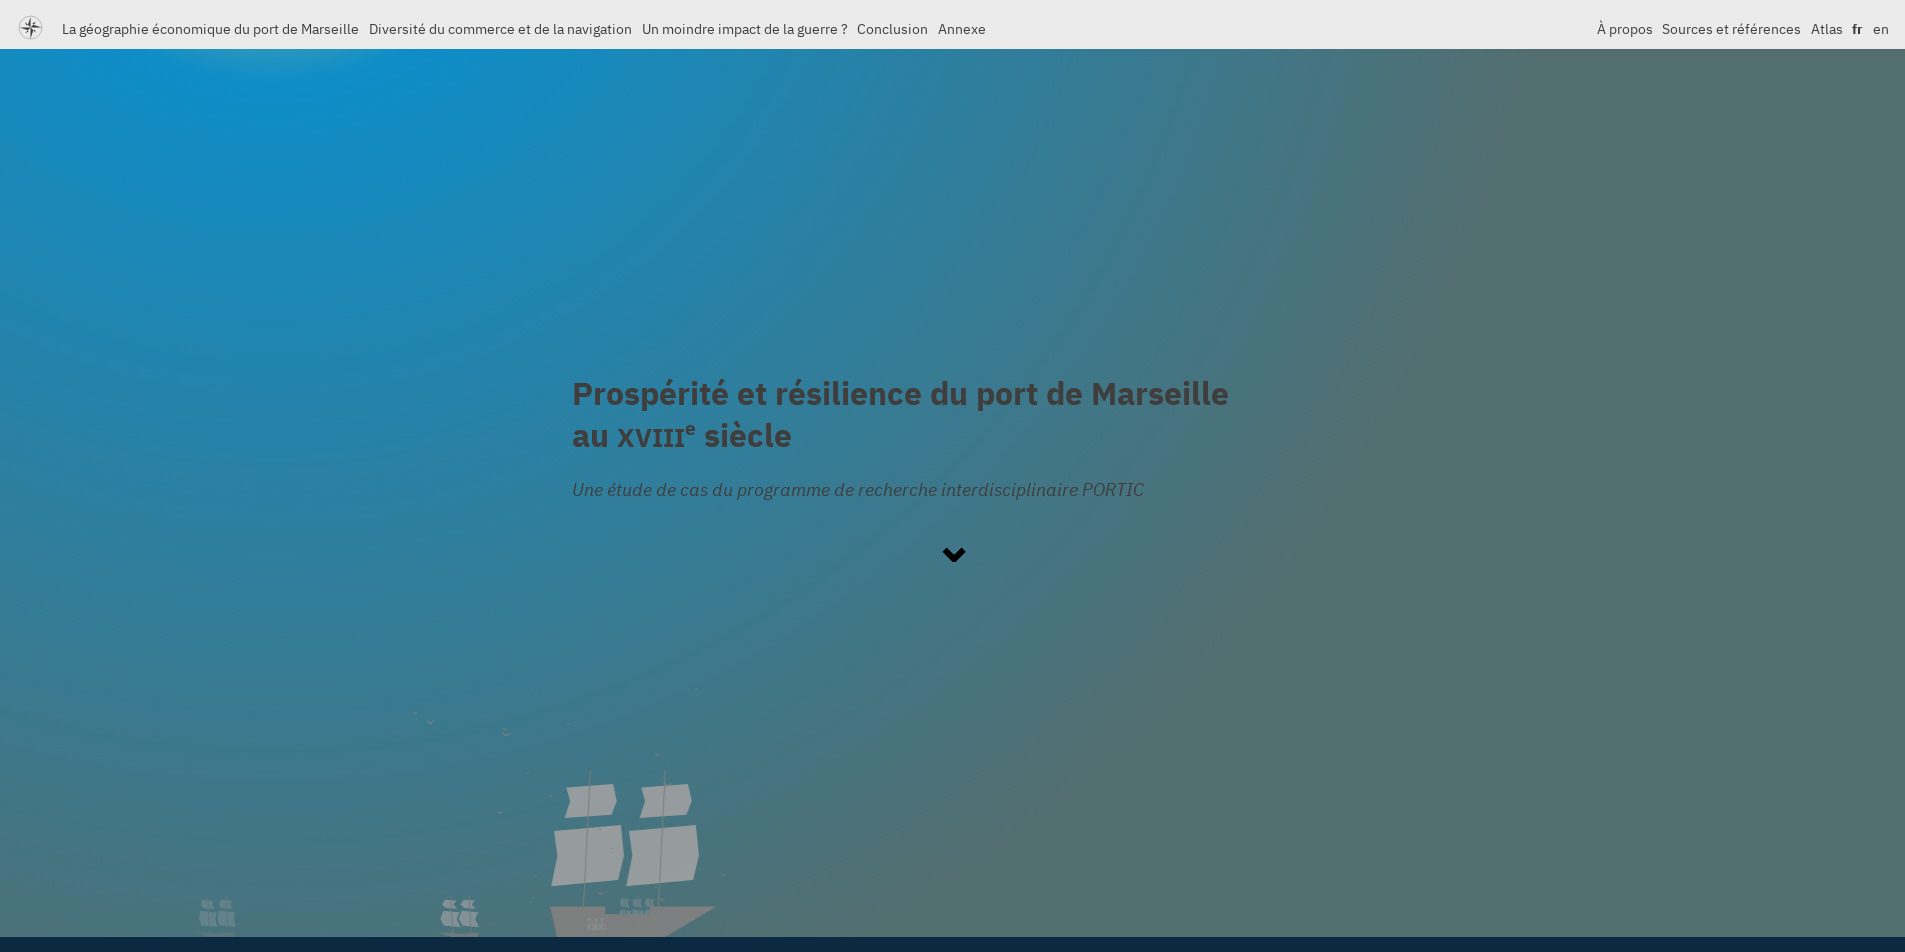 La géographie économique du port de Marseille Diversité du commerce et de la navigation Un moindre impact de la guerre ? Conclusion Annexe À propos Sources et références Atlas fr en
Prospérité et résilience du port de Marseille
au XVIIIe siècle
Une étude de cas du programme de recherche interdisciplinaire PORTIC